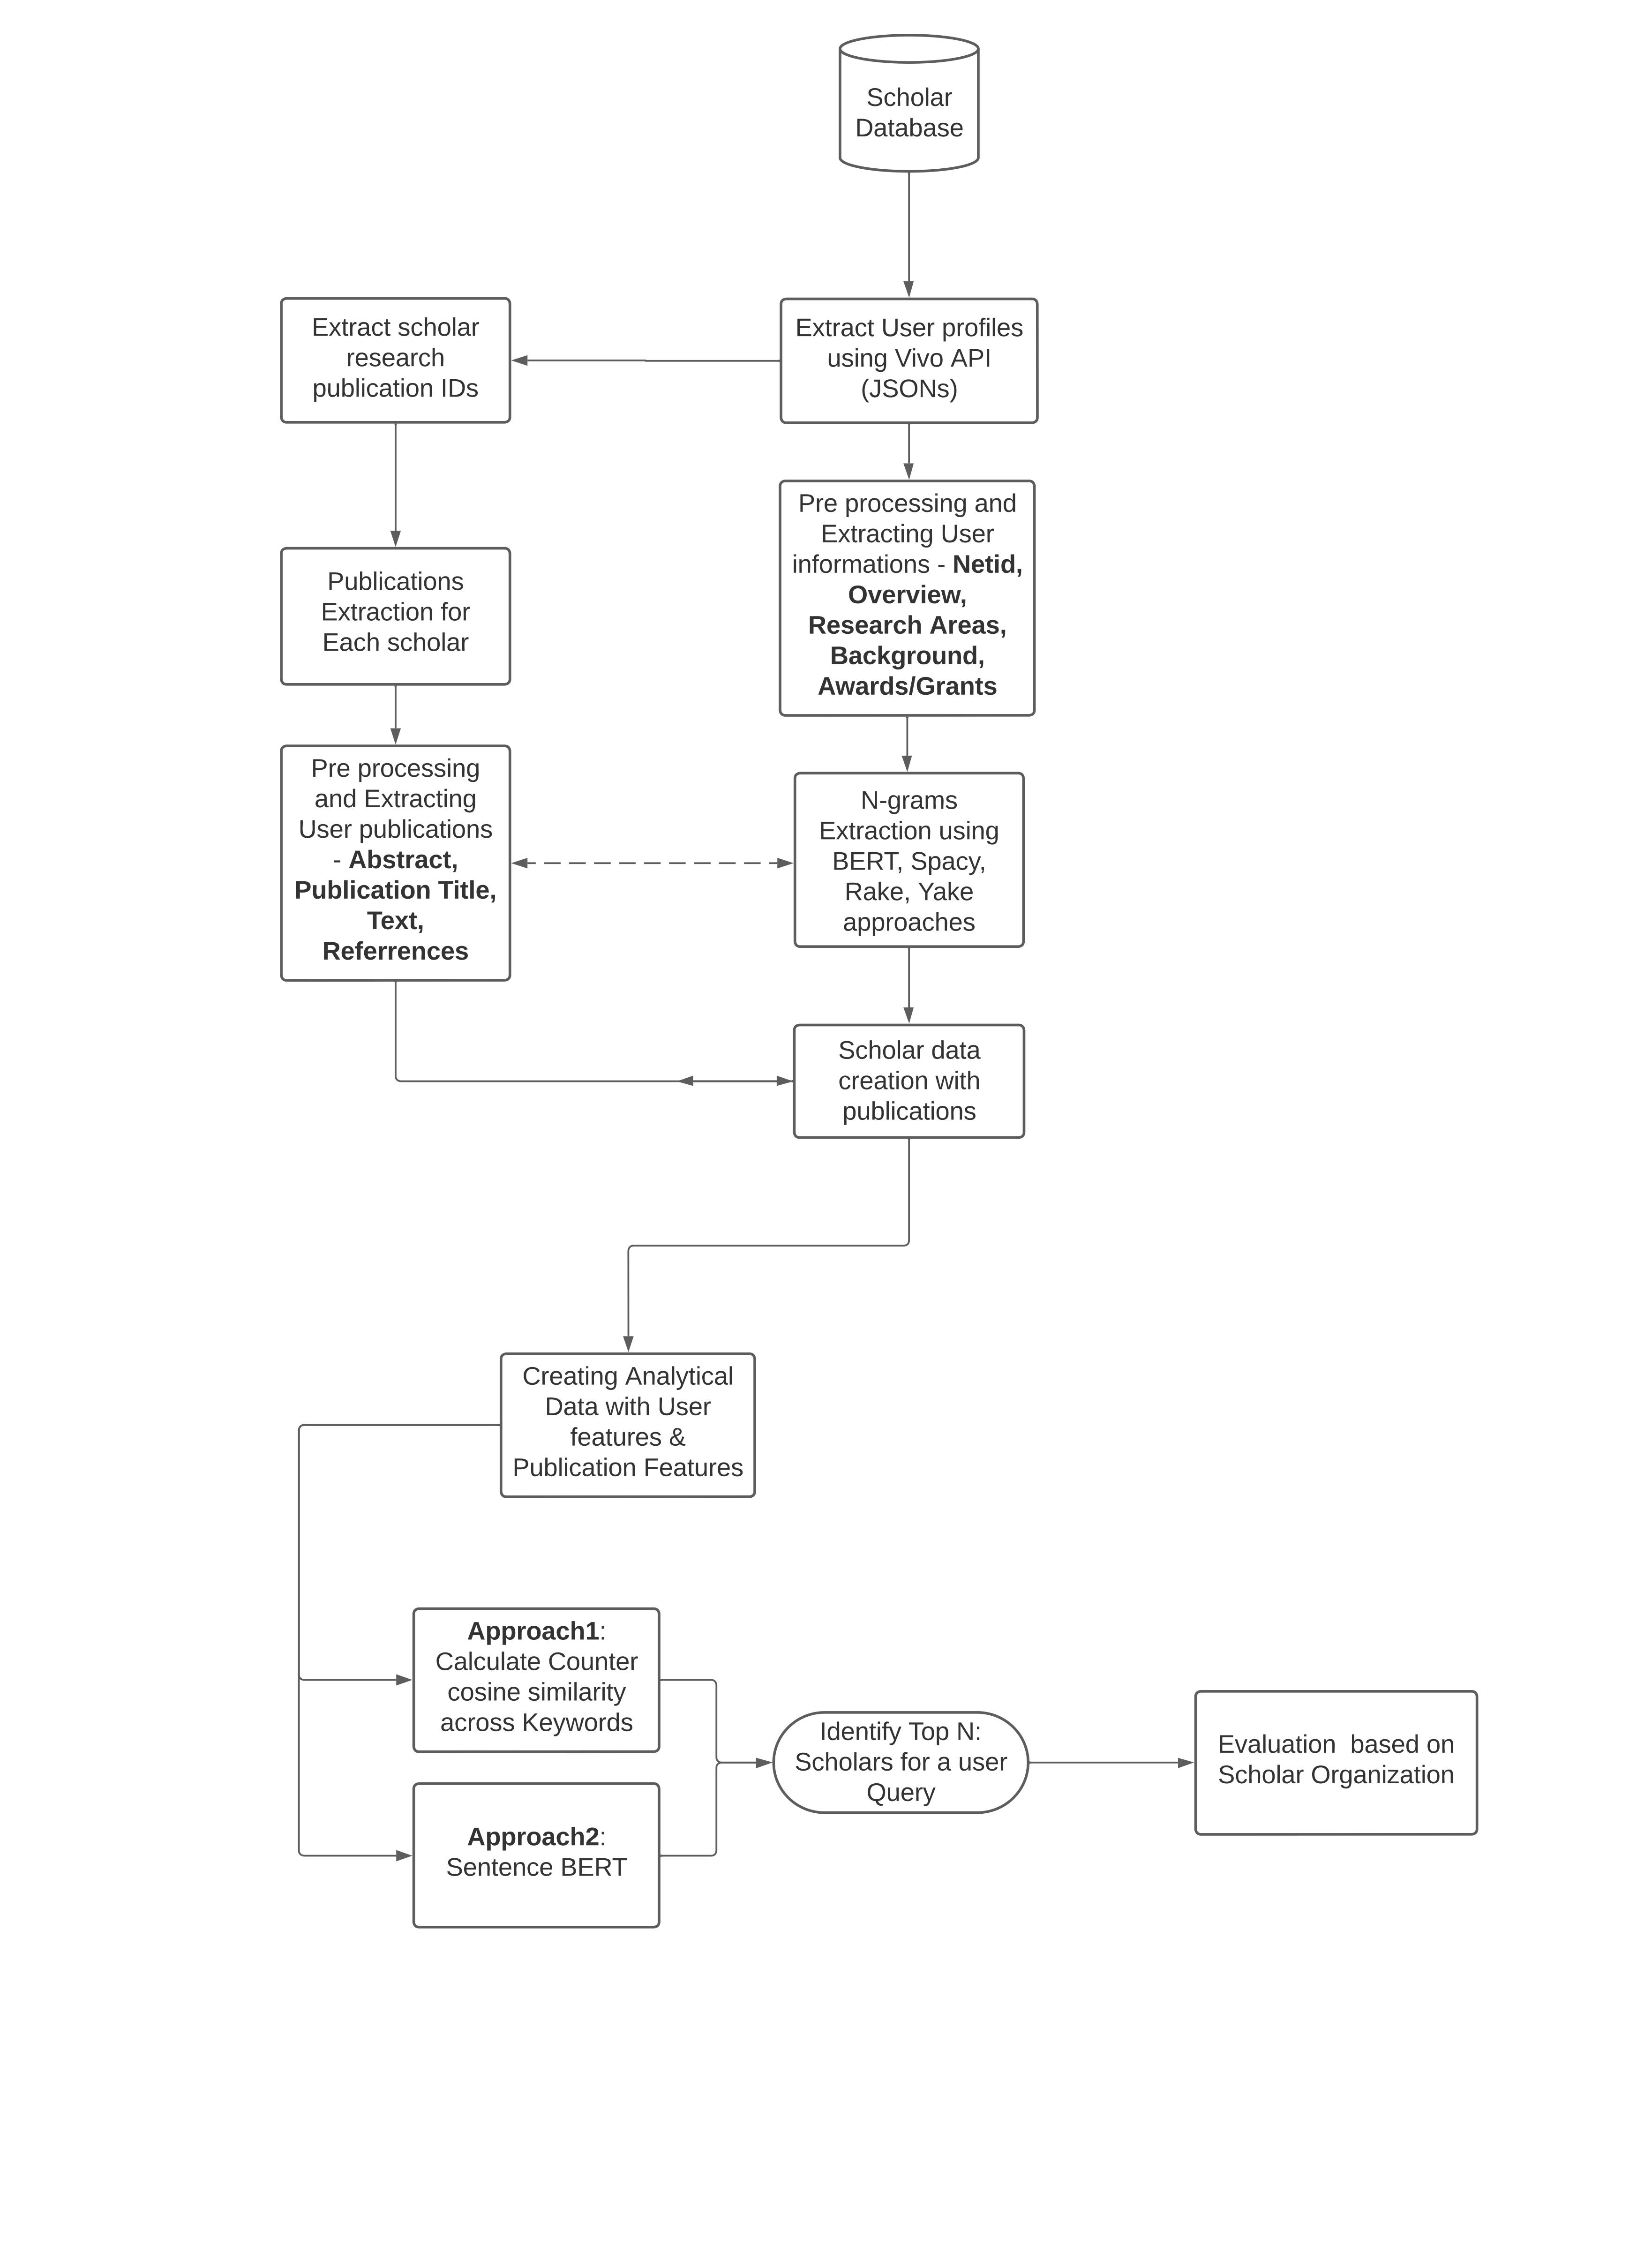 Scholar
Database
Extract scholar
research
publication IDs
Extract User profiles
using Vivo API
(JSONs)
Pre processing and
Extracting User
informations - Netid,
Overview,
Research Areas,
Background,
Awards/Grants
Publications
Extraction for
Each scholar
Pre processing
and Extracting
User publications
- Abstract,
Publication Title,
Text,
Referrences
N-grams
Extraction using
BERT, Spacy,
Rake, Yake
approaches
Scholar data
creation with
publications
Creating Analytical
Data with User
features &
Publication Features
Approach1:
Calculate Counter
cosine similarity
across Keywords
Approach2:
Sentence BERT
Identify Top N:
Scholars for a user
Query
Evaluation  based on
Scholar Organization